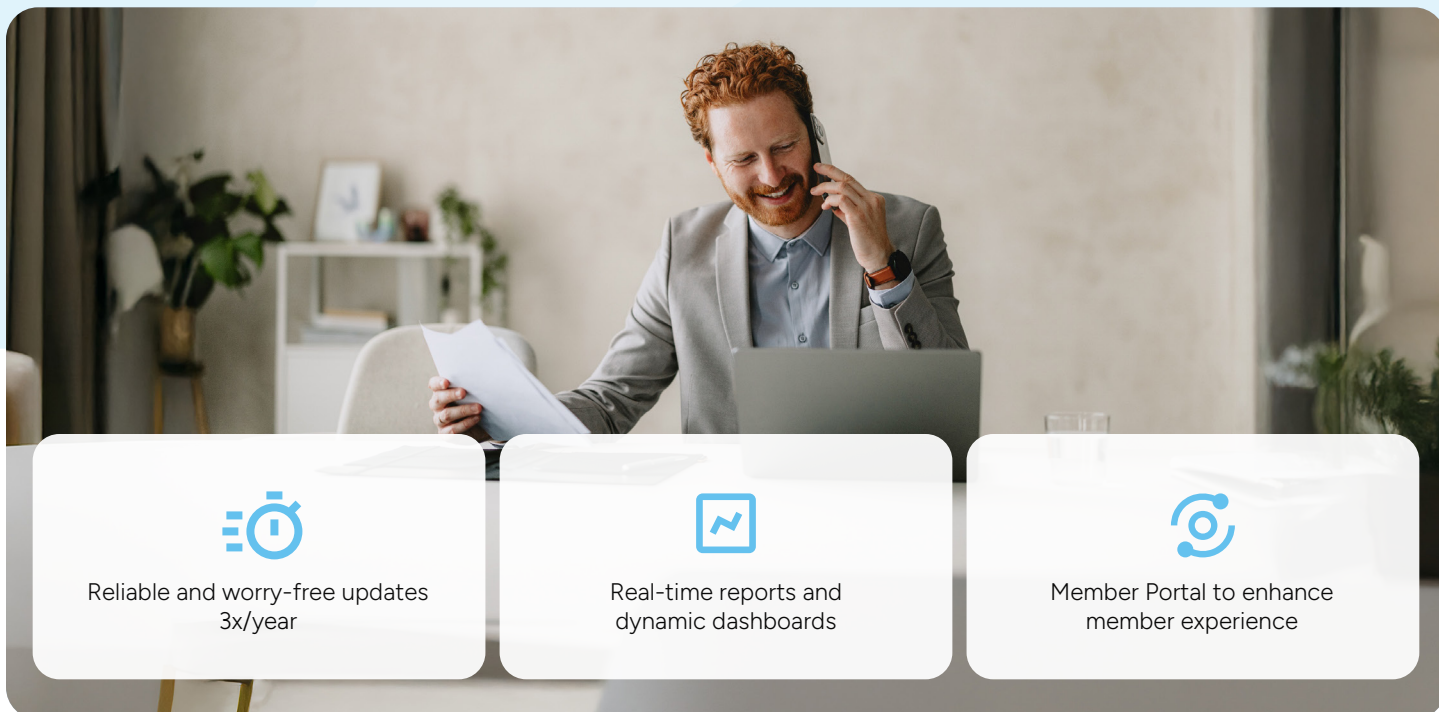 Reliable and worry-free updates
3x/year
Real-time reports and
dynamic dashboards
Member Portal to enhance
member experience